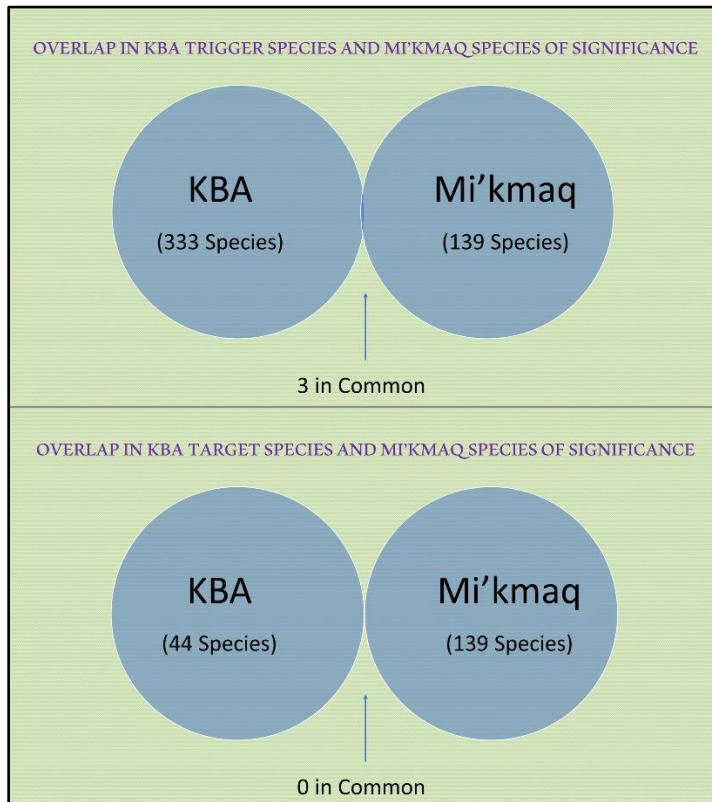 OVERLAP IN KBA TRIGGER SPECIES AND MI'KMAQ SPECIES OF SIGNIFICANCE
KBA
(333 Species)
Mi'kmaq
(139 Species)
3 in Common
OVERLAP IN KBA TARGET SPECIES AND MI'KMAQ SPECIES OF SIGNIFICANCE
KBA
(44 Species)
Mi'kmaq
(139 Species)
0 in Common